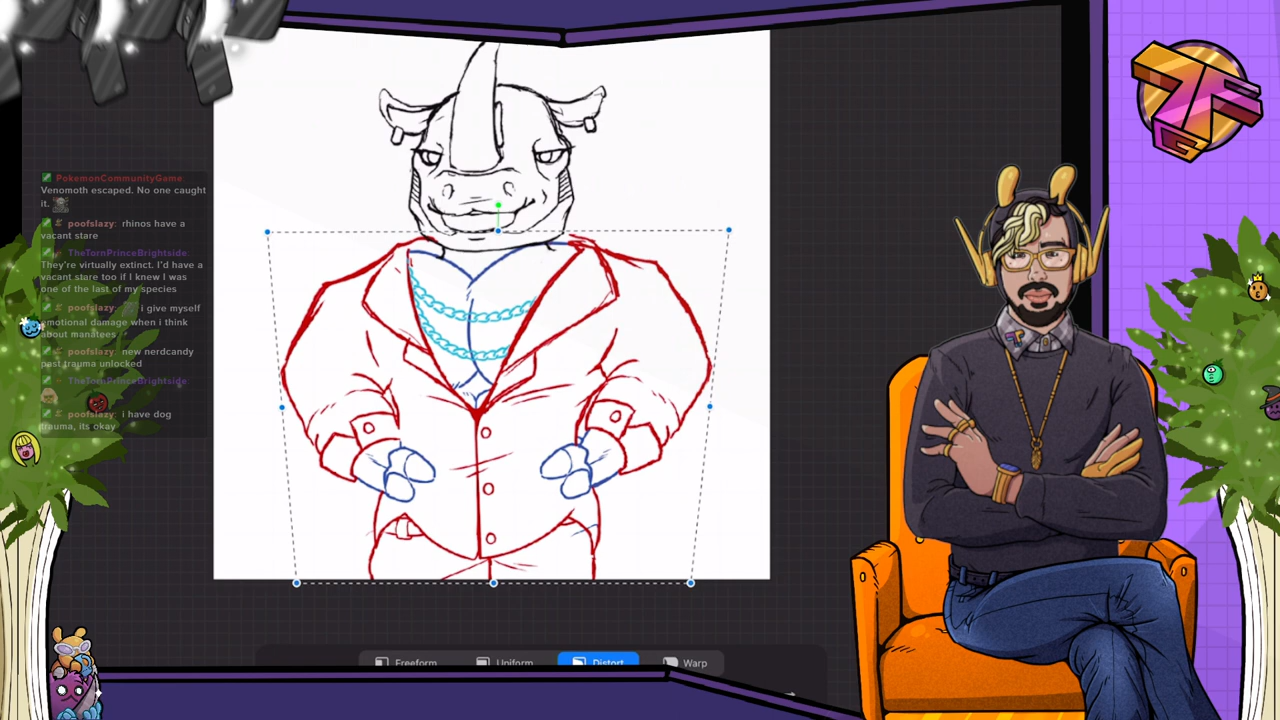 PokemonCommunityGame:
Venomoth escaped. No one caught
it.
poofslazy: rhinos have a
vacant stare
TheTornPrinceBrightside:
They're virtually extinct. I'd have a
vacant stare too if I knew I was
one of the last of my species
poofslazy: i give myself
emotional damage when i think
about manatees
poofslazy: new nerdcandy
past trauma unlocked
TheTornPrinceBrightside:
poofslazy: i have dog
trauma, its okay
Freeform
Uniform
Distort
Warp